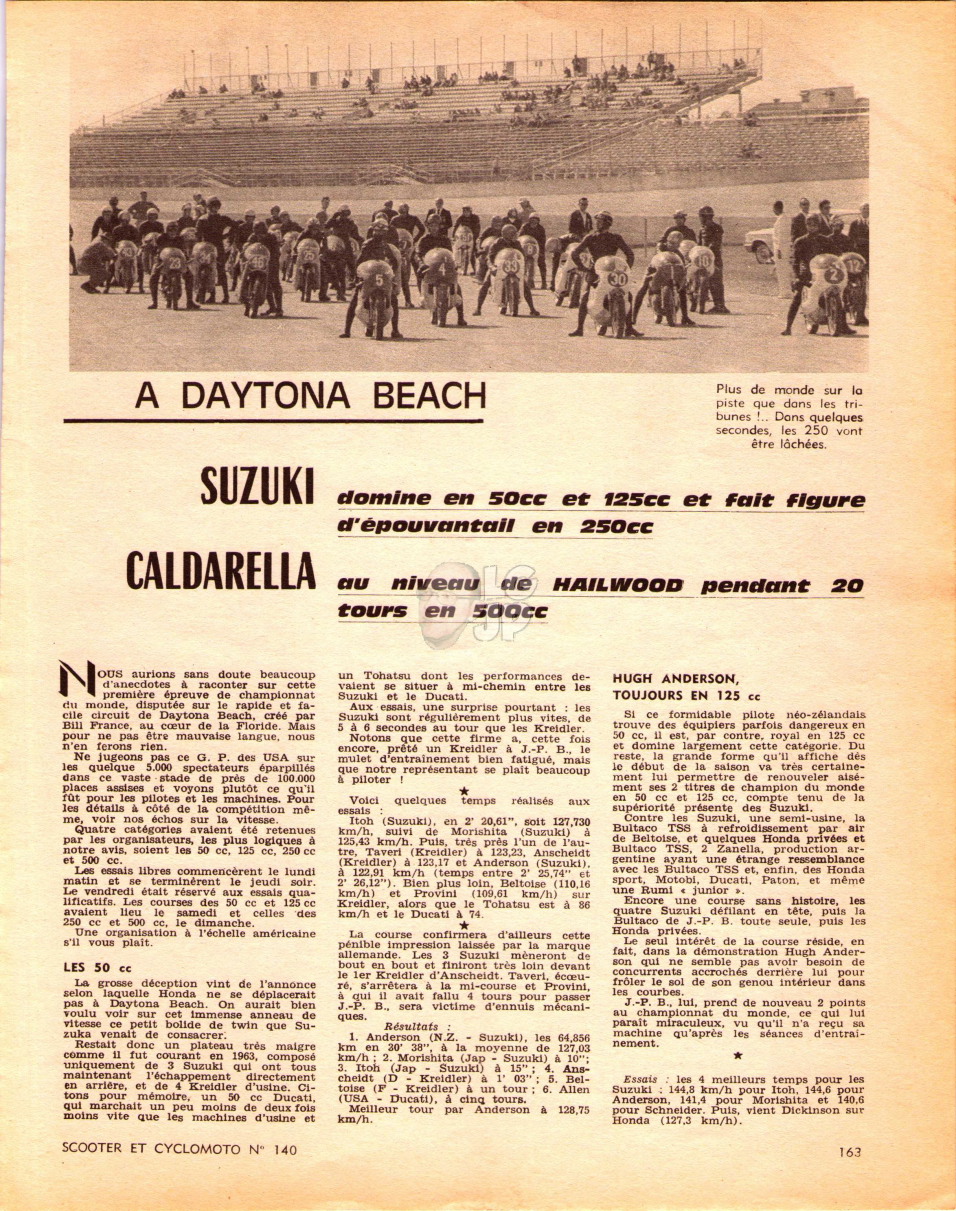 A DAYTONA BEACH
Plus de monde sur la
piste que dans les tri-
bunes !.. Dans quelques
secondes, les 250 vont
être lâchées.
SUZUKI domine en 50cc et 125cc et fait figure
d'épouvantail en 250cc
CALDARELLA au niveau de HAILWOOD pendant 20
tours en 500cc
NOUS aurions sans doute beaucoup
d'anecdotes à raconter sur cette
première épreuve de championnat
du monde, disputée sur le rapide et fa-
cile circuit de Daytona Beach, créé par
Bill France, au cœur de la Floride. Mais
pour ne pas être mauvaise langue, nous
n'en ferons rien.
Ne jugeons pas ce G. P. des USA sur
les quelque 5.000 spectateurs éparpillés
dans ce vaste stade de près de 100.000
places assises et voyons plutôt ce qu'il
fût pour les pilotes et les machines. Pour
les détails à côté de la compétition mê-
me, voir nos échos sur la vitesse.
Quatre catégories avaient été retenues
par les organisateurs, les plus logiques à
notre avis, soient les 50 cc, 125 cc, 250 cc
et 500 cc.
Les essais libres commencèrent le lundi
matin et se terminérent le jeudi soir.
Le vendredi était réservé aux essais qua-
lificatifs. Les courses des 50 cc et 125 cc
avaient lieu le samedi et celles des
250 cc et 500 cc, le dimanche.
Une organisation à l'échelle américaine
s'il vous plaît.
LES 50 cc
La grosse déception vint de l'annonce
selon laquelle Honda ne se déplacerait
pas à Daytona Beach. On aurait bien
voulu voir sur cet immense anneau de
vitesse ce petit bolide de twin que Su-
zuka venait de consacrer.
Restait donc un plateau très maigre
comme il fut courant en 1963, composé
uniquement de 3 Suzuki qui ont tous
maintenant l'échappement directement
en arrière, et de 4 Kreidler d'usine. Ci-
tons pour mémoire, un 50 cc Ducati,
qui marchait un peu moins de deux fois
moins vite que les machines d'usine et
un Tohatsu dont les performances de-
vaient se situer à mi-chemin entre les
Suzuki et le Ducati.
Aux essais, une surprise pourtant : les
Suzuki sont régulièrement plus vites, de
5 à 6 secondes au tour que les Kreidler.
Notons que cette firme a, cette fois
encore, prêté un Kreidler à J.-P. B., le
mulet d'entraînement bien fatigué, mais
que notre représentant se plaît beaucoup
à piloter !
★
Voici quelques temps réalisés aux
essais :
Itoh (Suzuki), en 2' 20,61", soit 127,730
km/h, suivi de Morishita (Suzuki) à
125,43 km/h. Puis, trés près l'un de l'au-
tre, Taveri (Kreidler) à 123,23, Anscheidt
(Kreidler) à 123,17 et Anderson (Suzuki),
à 122,91 km/h (temps entre 2' 25,74" et
2' 26,12"). Bien plus loin, Beltoise (110,16
km/h) et Provini (109,61 km/h) sur
Kreidler, alors que le Tohatsu est à 86
km/h et le Ducati à 74.
★
La course confirmera d'ailleurs cette
pénible impression laissée par la marque
allemande. Les 3 Suzuki mèneront de
bout en bout et finiront très loin devant
le 1er Kreidler d'Anscheidt. Taveri, écœu-
ré, s'arrêtera à la mi-course et Provini,
à qui il avait fallu 4 tours pour passer
J.-P. B., sera victime d'ennuis mécani-
ques.
Résultats :
1. Anderson (N.Z. - Suzuki), les 64,856
km en 30' 38", à la moyenne de 127,03
km/h ; 2. Morishita (Jap - Suzuki) à 10" ;
3. Itoh (Jap - Suzuki) à 15" ; 4. Ans-
cheidt (D - Kreidler) à 1' 03" ; 5. Bel-
toise (F - Kreidler) à un tour ; 6. Allen
(USA - Ducati), à cinq tours.
Meilleur tour par Anderson à 128,75
km/h.
HUGH ANDERSON,
TOUJOURS EN 125 cc
Si ce formidable pilote néo-zélandais
trouve des équipiers parfois dangereux en
50 cc, il est, par contre, royal en 125 cc
et domine largement cette catégorie. Du
reste, la grande forme qu'il affiche dès
le début de la saison va très certaine-
ment lui permettre de renouveler aisé-
ment ses 2 titres de champion du monde
en 50 cc et 125 cc, compte tenu de la
supériorité présente des Suzuki.
Contre les Suzuki, une semi-usine, la
Bultaco TSS à refroidissement par air
de Beltoise, et quelques Honda privées et
Bultaco TSS, 2 Zanella, production ar-
gentine ayant une étrange ressemblance
avec les Bultaco TSS et, enfin, des Honda
sport, Motobi, Ducati, Paton, et même
une Rumi « junior ».
Encore une course sans histoire, les
quatre Suzuki défilant en tête, puis la
Bultaco de J.-P. B. toute seule, puis les
Honda privées.
Le seul intérêt de la course réside, en
fait, dans la démonstration Hugh Ander-
son qui ne semble pas avoir besoin de
concurrents accrochés derrière lui pour
frôler le sol de son genou intérieur dans
les courbes.
J.-P. B., lui, prend de nouveau 2 points
au championnat du monde, ce qui lui
paraît miraculeux, vu qu'il n'a reçu sa
machine qu'après les séances d'entraî-
nement.
★
Essais : les 4 meilleurs temps pour les
Suzuki : 144,8 km/h pour Itoh, 144,6 pour
Anderson, 141,4 pour Morishita et 140,6
pour Schneider. Puis, vient Dickinson sur
Honda (127,3 km/h).
SCOOTER ET CYCLOMOTO N° 140
163